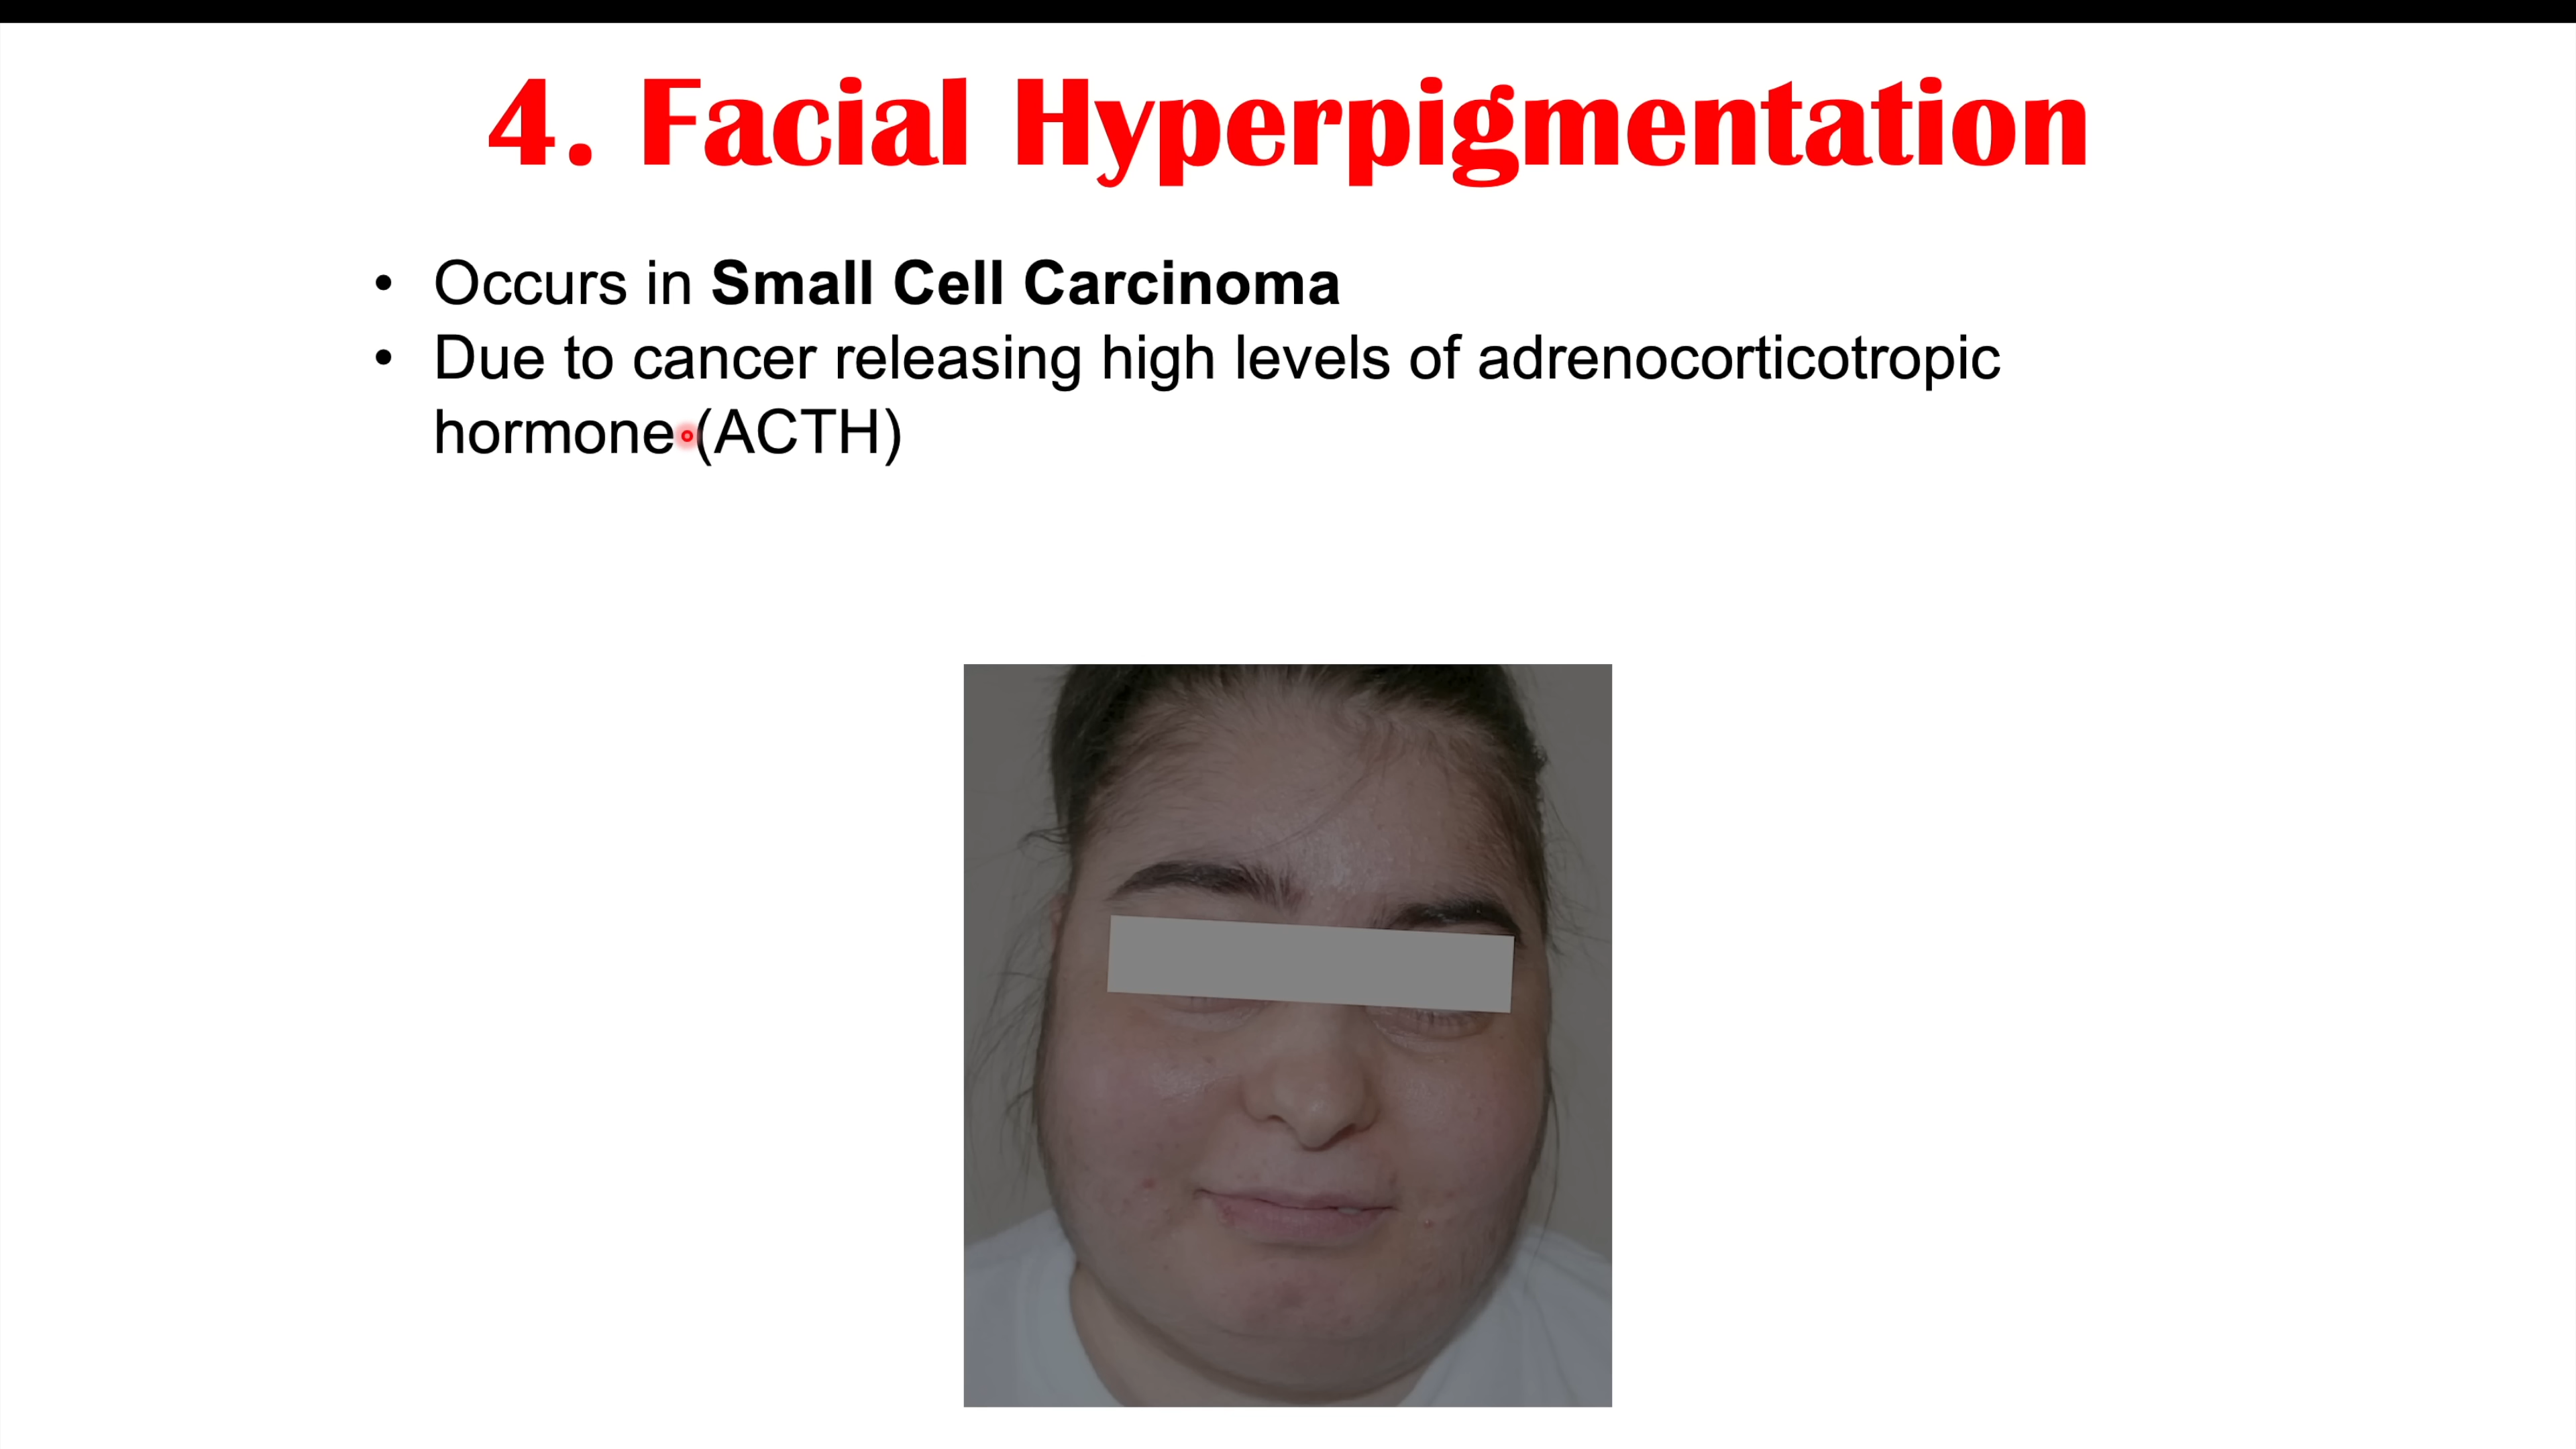 4. Facial Hyperpigmentation
• Occurs in Small Cell Carcinoma
• Due to cancer releasing high levels of adrenocorticotropic
hormone (ACTH)